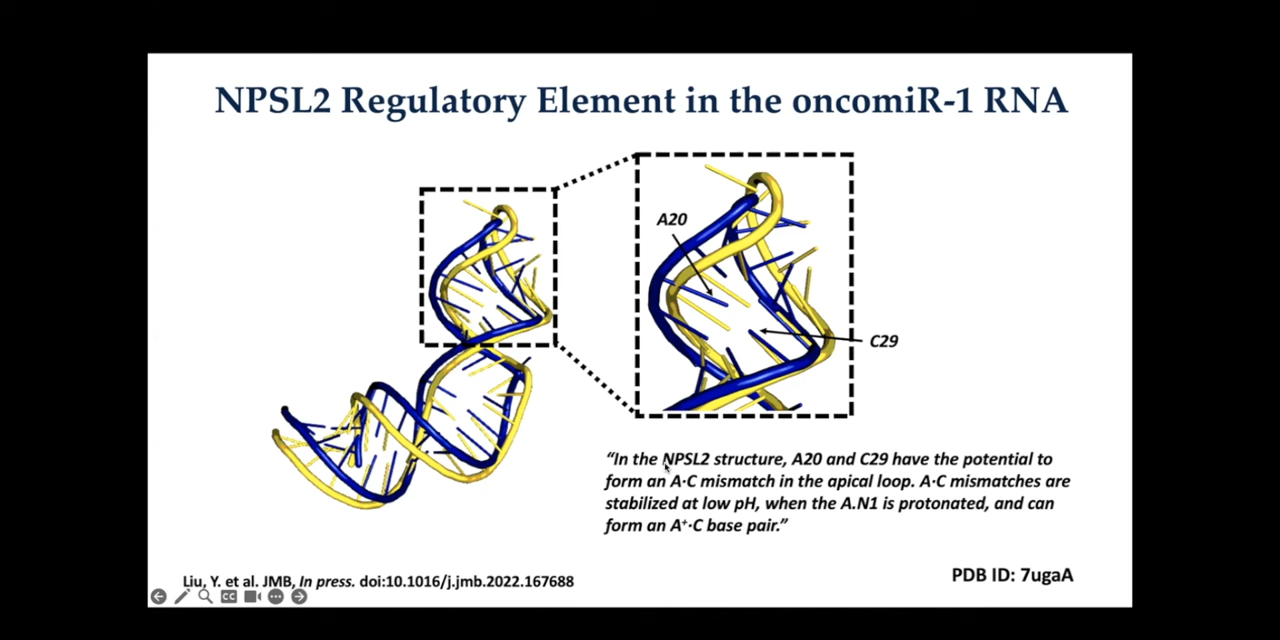 NPSL2 Regulatory Element in the oncomiR-1 RNA
A20
C29
“In the NPSL2 structure, A20 and C29 have the potential to
form an A·C mismatch in the apical loop. A·C mismatches are
stabilized at low pH, when the A.N1 is protonated, and can
form an A⁺·C base pair.”
Liu, Y. et al. JMB, In press. doi:10.1016/j.jmb.2022.167688
PDB ID: 7ugaA
CC